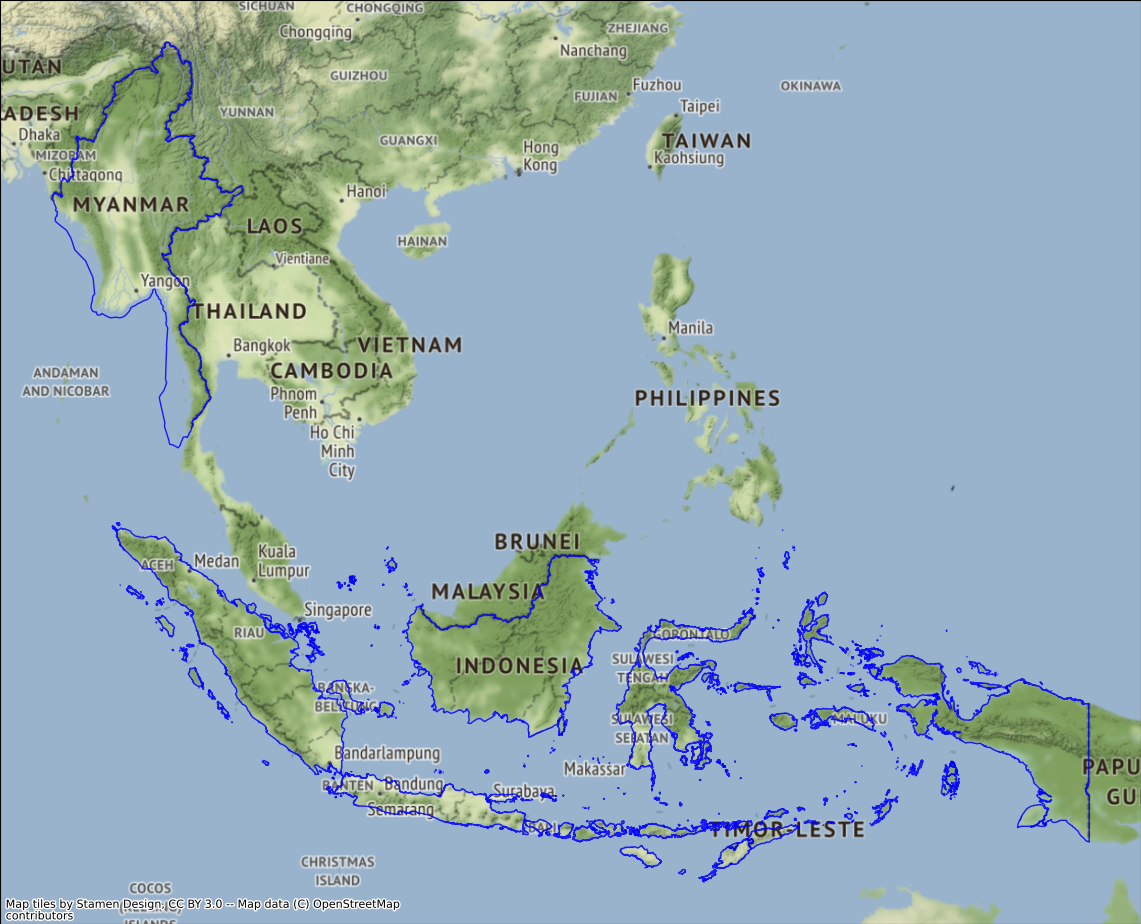 SICHUAN
CHONGQING
Chongqing
ZHEJIANG
Nanchang
UTAN
GUIZHOU
Fuzhou
OKINAWA
FUJIAN
Taipei
ADESH
YUNNAN
Dhaka
GUANGXI
TAIWAN
Hong
Kong
MIZORAM
Kaohsiung
Chittagong
Hanoi
MYANMAR
LAOS
HAINAN
Vientiane
Yangon
THAILAND
Manila
Bangkok
VIETNAM
CAMBODIA
ANDAMAN
AND NICOBAR
Phnom
Penh
PHILIPPINES
Ho Chi
Minh
City
BRUNEI
Kuala
Lumpur
ACEH
Medan
MALAYSIA
Singapore
RIAU
GORONTALO
SULAWESI
TENGAH
INDONESIA
BANGKA-
BELITUNG
SULAWESI
SELATAN
MALUKU
Bandarlampung
Makassar
PAPU
GU
BANTEN
Bandung
Surabaya
Semarang
BALI
TIMOR-LESTE
CHRISTMAS
ISLAND
COCOS
ISLANDS
Map tiles by Stamen Design, CC BY 3.0 -- Map data (C) OpenStreetMap
contributors